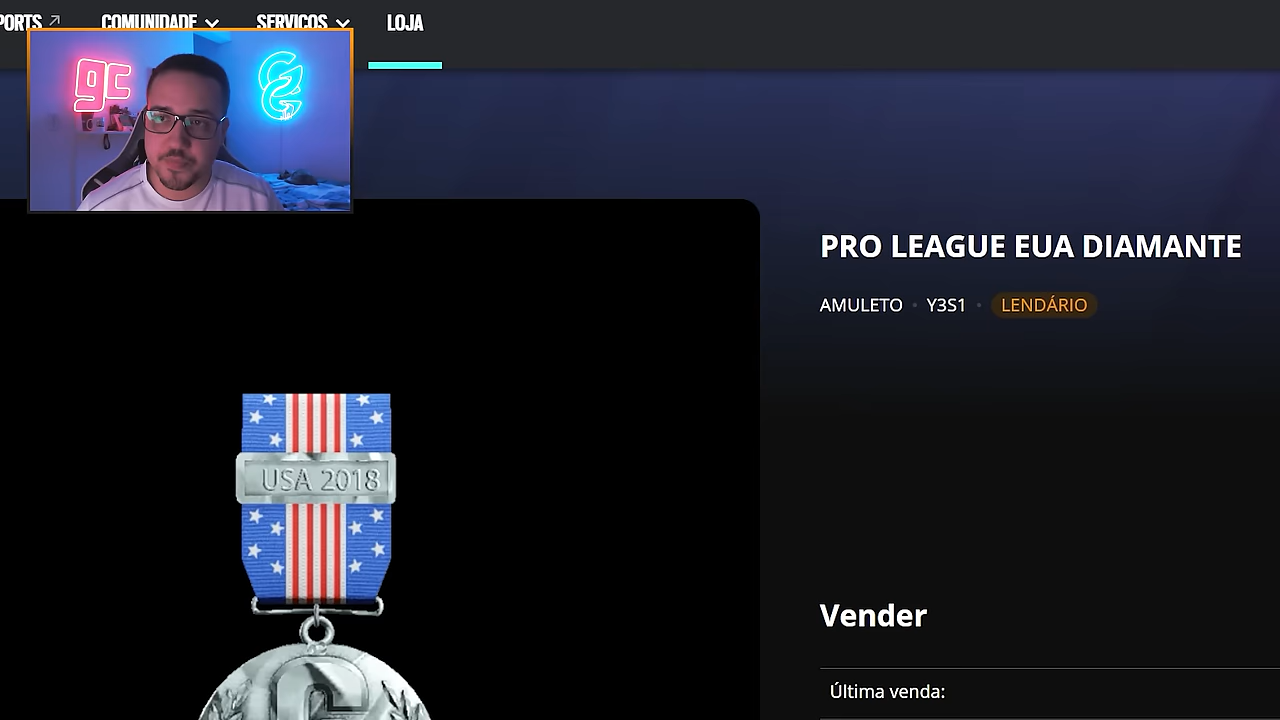 PORTS COMUNIDADE SERVIÇOS LOJA
gc
PRO LEAGUE EUA DIAMANTE
AMULETO • Y3S1 • LENDÁRIO
USA 2018
Vender
Última venda: